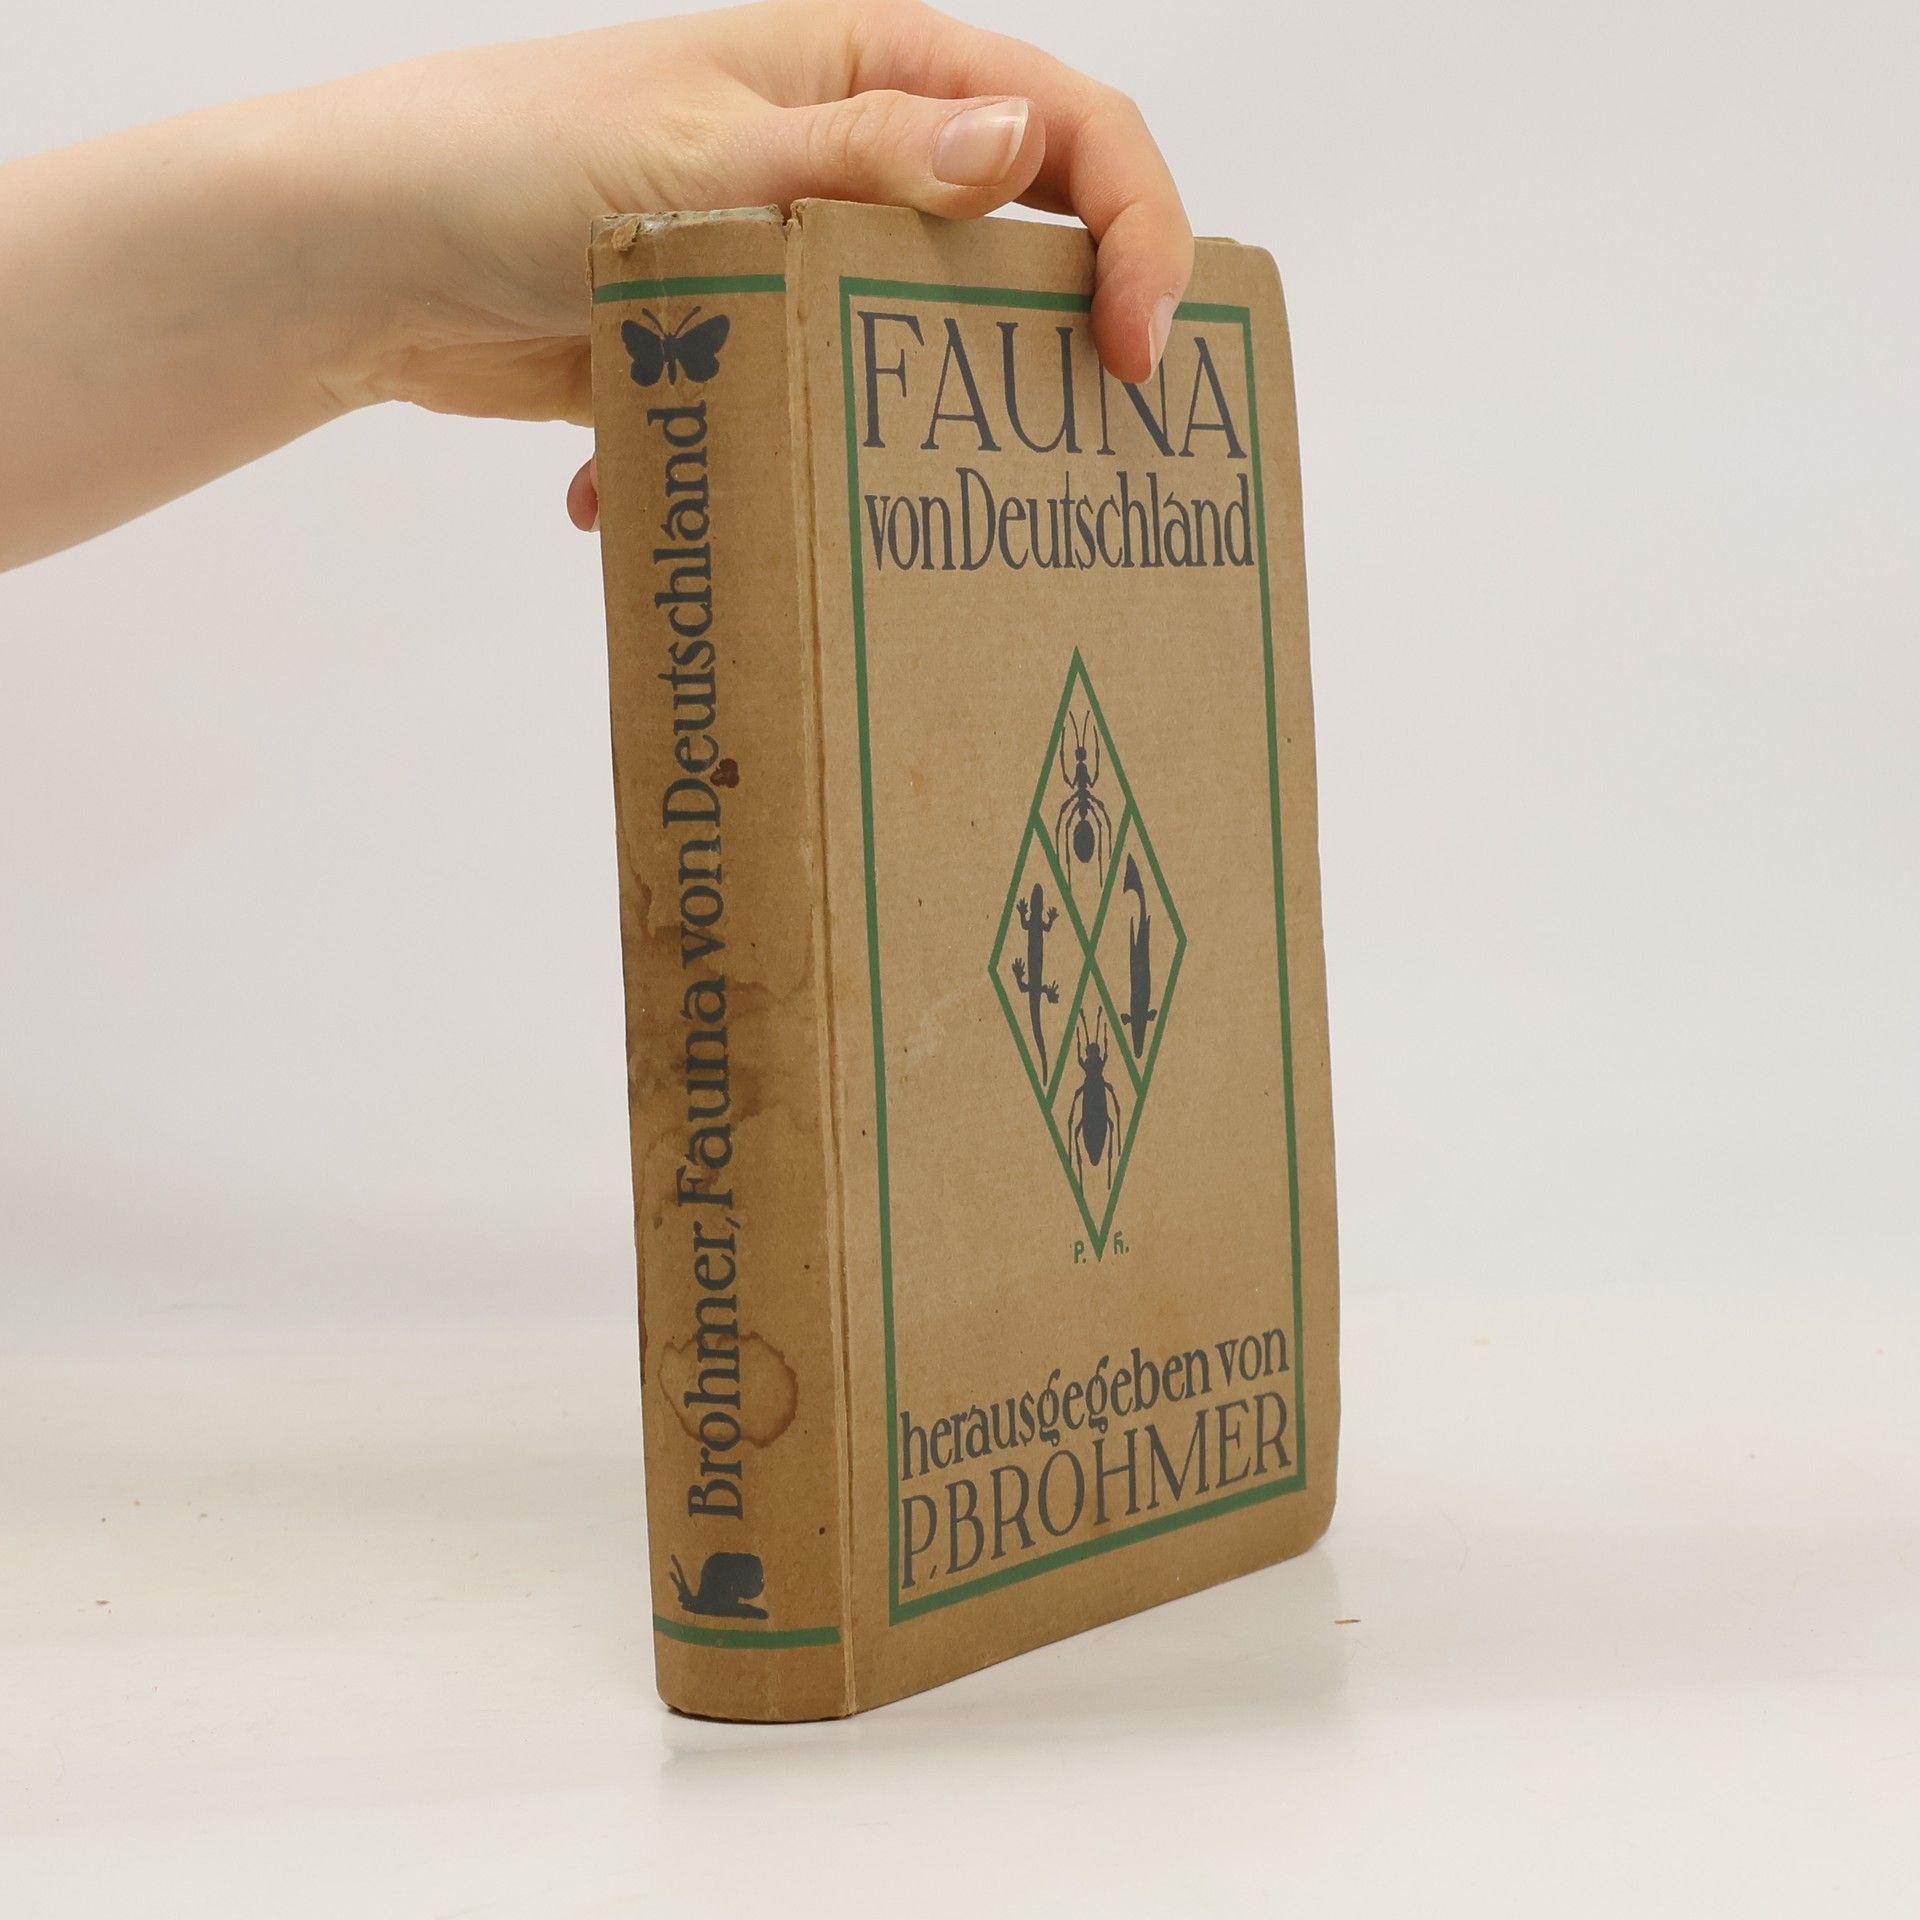 Brohmer, Fauna von Deutschland
FAUNA
von Deutschland
P. H.
herausgegeben von
P. BROHMER